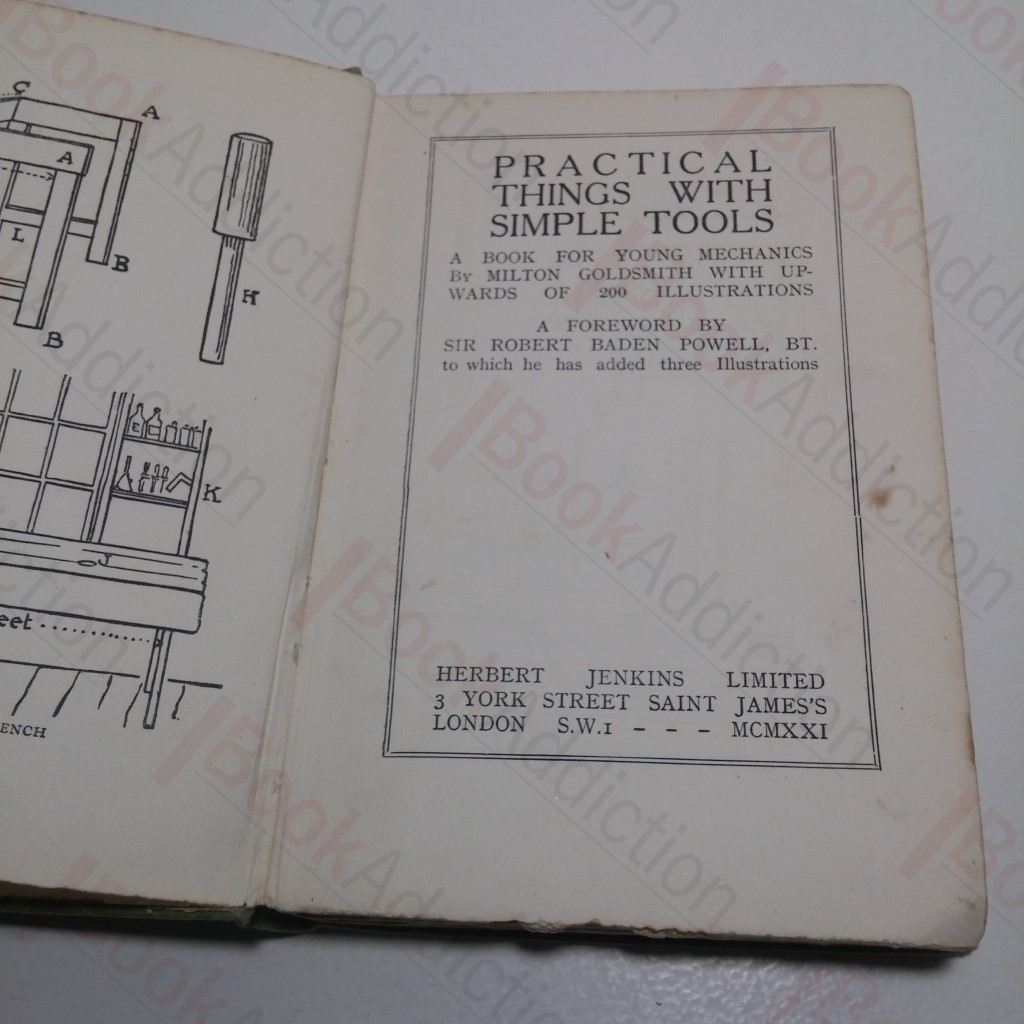 C
A
A
L
B
B
H
E
K
J
eet
ENCH
PRACTICAL
THINGS WITH
SIMPLE TOOLS
A BOOK FOR YOUNG MECHANICS
By MILTON GOLDSMITH WITH UP-
WARDS OF 200 ILLUSTRATIONS
A FOREWORD BY
SIR ROBERT BADEN POWELL, BT.
to which he has added three Illustrations
HERBERT JENKINS LIMITED
3 YORK STREET SAINT JAMES'S
LONDON S.W.1 - - - MCMXXI
BookAddiction